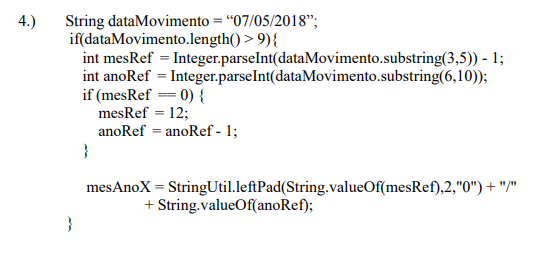 4.) String dataMovimento = “07/05/2018”;
if(dataMovimento.length() > 9){
int mesRef = Integer.parseInt(dataMovimento.substring(3,5)) - 1;
int anoRef = Integer.parseInt(dataMovimento.substring(6,10));
if (mesRef == 0) {
mesRef = 12;
anoRef = anoRef - 1;
}
mesAnoX = StringUtil.leftPad(String.valueOf(mesRef),2,"0") + "/"
+ String.valueOf(anoRef);
}